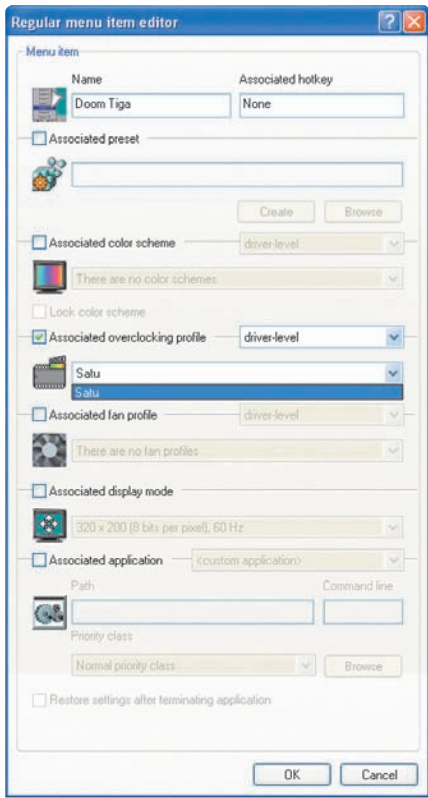 Regular menu item editor
Menu item
Name Associated hotkey
Doom Tiga None
Associated preset
Create Browse
Associated color scheme driver-level
There are no color schemes
Lock color scheme
Associated overclocking profile driver-level
Satu
Satu
Associated fan profile driver-level
There are no fan profiles
Associated display mode
320 x 200 (8 bits per pixel), 60 Hz
Associated application <custom application>
Path Command line
Priority class
Normal priority class Browse
Restore settings after terminating application
OK Cancel